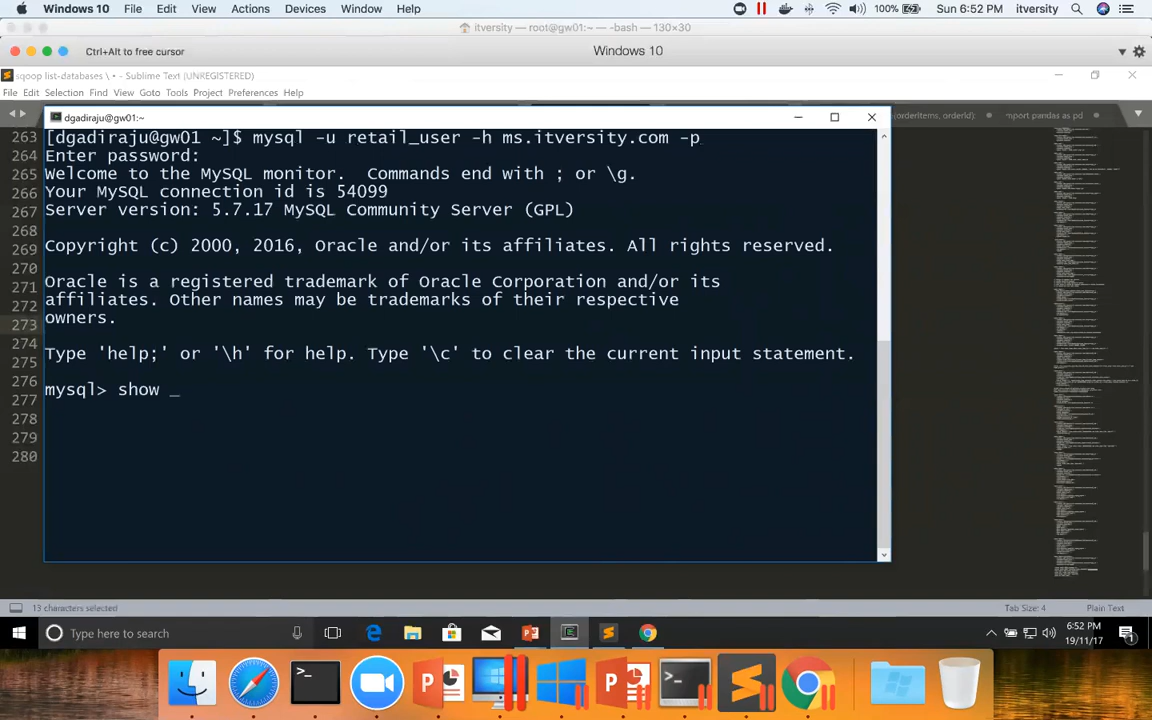 Windows 10 File Edit View Actions Devices Window Help 100% Sun 6:52 PM itversity
itversity — root@gw01:~ — -bash — 130×30
Ctrl+Alt to free cursor Windows 10
sqoop list-databases \ • - Sublime Text (UNREGISTERED)
File Edit Selection Find View Goto Tools Project Preferences Help
dgadiraju@gw01:~ orderItems, orderId): import pandas as pd
263 [dgadiraju@gw01 ~]$ mysql -u retail_user -h ms.itversity.com -p
264 Enter password:
265 Welcome to the MySQL monitor.  Commands end with ; or \g.
266 Your MySQL connection id is 54099
267 Server version: 5.7.17 MySQL Community Server (GPL)
268
269 Copyright (c) 2000, 2016, Oracle and/or its affiliates. All rights reserved.
270
271 Oracle is a registered trademark of Oracle Corporation and/or its
272 affiliates. Other names may be trademarks of their respective
273 owners.
274
275 Type 'help;' or '\h' for help. Type '\c' to clear the current input statement.
276
277 mysql> show _
278
279
280
13 characters selected Tab Size: 4 Plain Text
Type here to search 6:52 PM
19/11/17